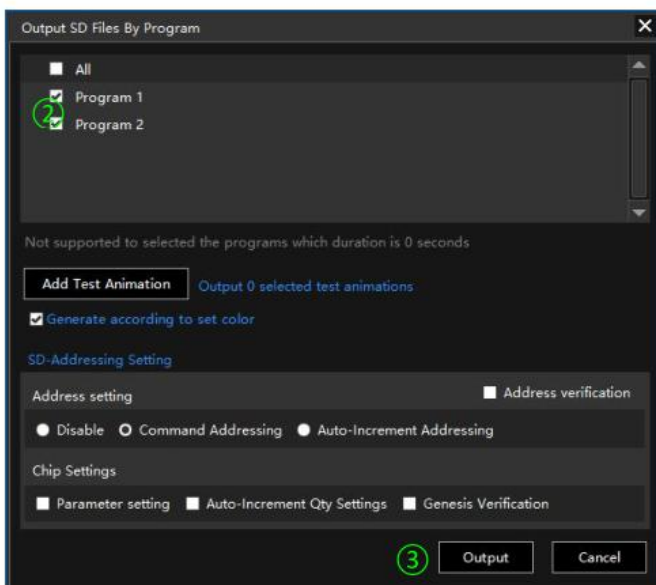 Output SD Files By Program
All
Program 1
②
Program 2
Not supported to selected the programs which duration is 0 seconds
Add Test Animation Output 0 selected test animations
Generate according to set color
SD-Addressing Setting
Address setting Address verification
Disable Command Addressing Auto-Increment Addressing
Chip Settings
Parameter setting Auto-Increment Qty Settings Genesis Verification
③ Output Cancel